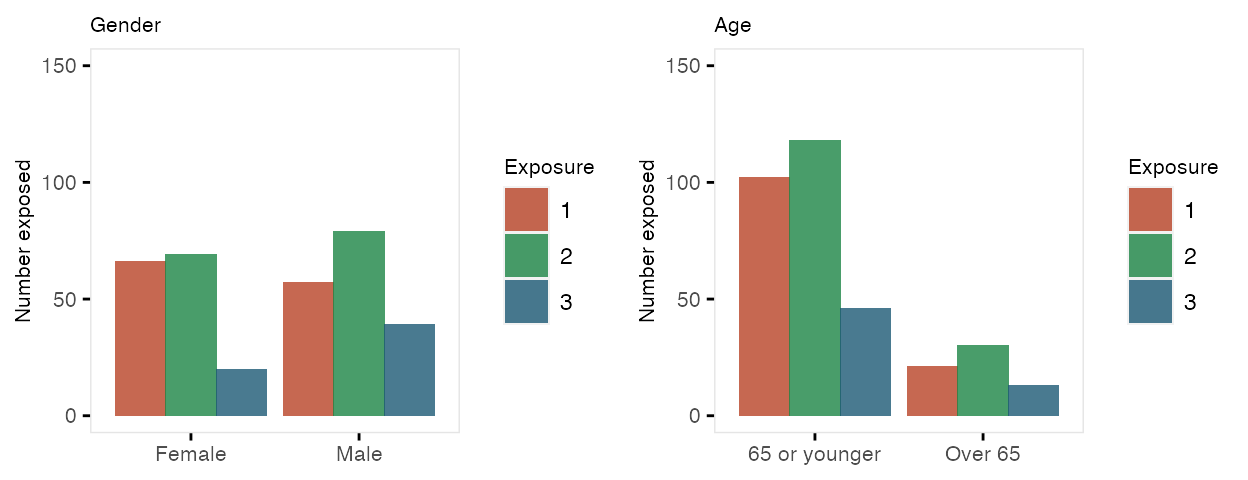 Gender
Number exposed
150
100
50
0
Female Male
Exposure
1
2
3
Age
Number exposed
150
100
50
0
65 or younger Over 65
Exposure
1
2
3